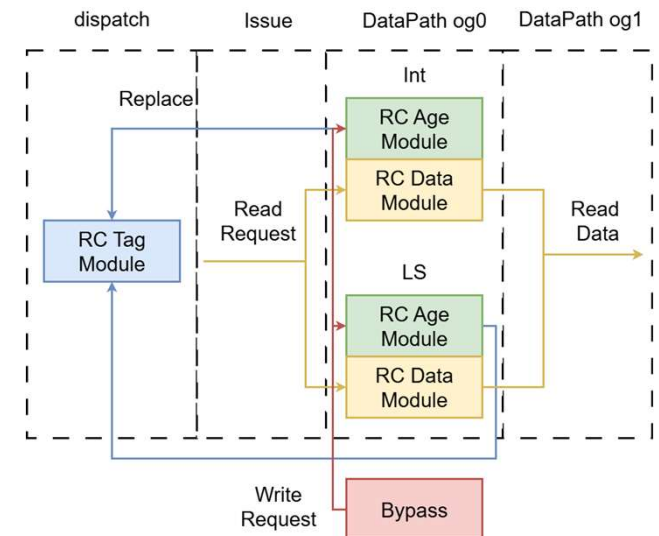 dispatch
Issue
DataPath og0
DataPath og1
Int
Replace
RC Age
Module
RC Data
Module
Read
Request
Read
Data
RC Tag
Module
LS
RC Age
Module
RC Data
Module
Write
Request
Bypass